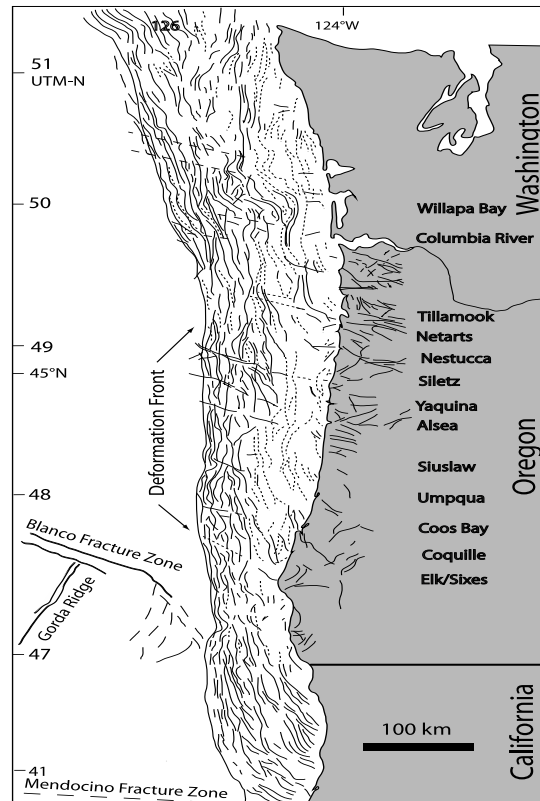 126
124°W
51
UTM-N
Washington
50
Willapa Bay
Columbia River
Tillamook
Netarts
49
Nestucca
45°N
Siletz
Deformation Front
Yaquina
Alsea
Oregon
Siuslaw
48
Umpqua
Blanco Fracture Zone
Coos Bay
Coquille
Elk/Sixes
Gorda Ridge
47
California
100 km
41
Mendocino Fracture Zone